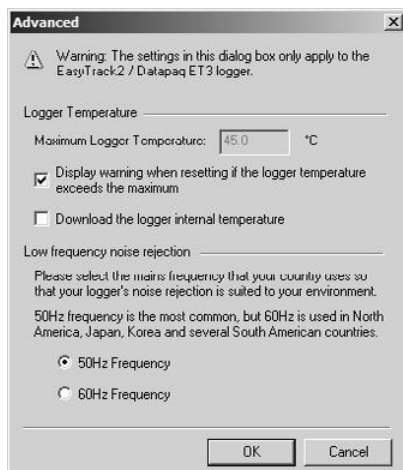 Advanced
Warning: The settings in this dialog box only apply to the
EasyTrack2 / Datapaq ET3 logger.
Logger Temperature
Maximum Logger Temperature: 45.0 °C
Display warning when resetting if the logger temperature
exceeds the maximum
Download the logger internal temperature
Low frequency noise rejection
Please select the mains frequency that your country uses so
that your logger's noise rejection is suited to your environment.
50Hz frequency is the most common, but 60Hz is used in North
America, Japan, Korea and several South American countries.
50Hz Frequency
60Hz Frequency
OK Cancel